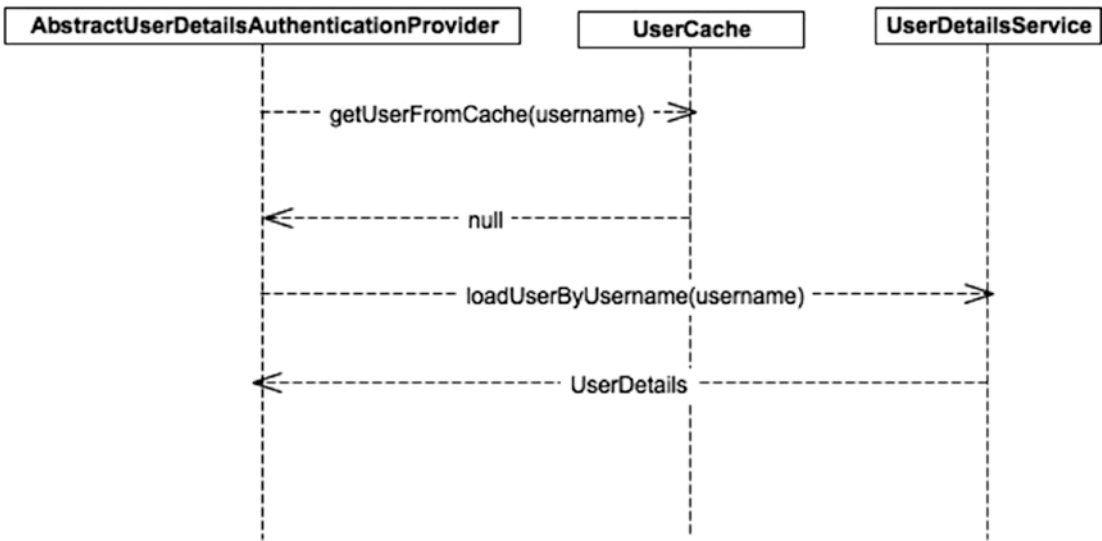 AbstractUserDetailsAuthenticationProvider
UserCache
UserDetailsService
getUserFromCache(username)
null
loadUserByUsername(username)
UserDetails